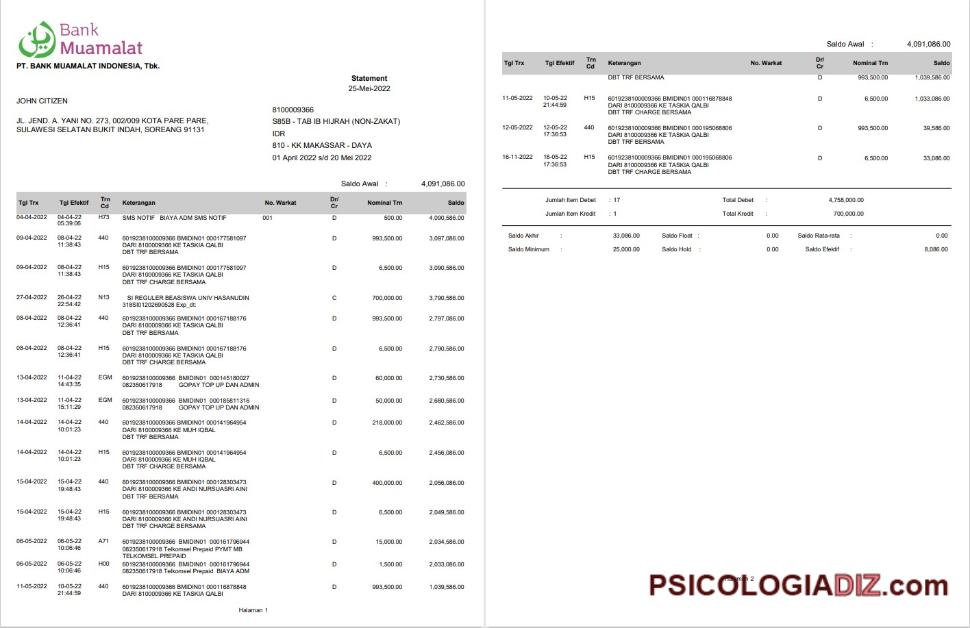 Bank
Muamalat
PT. BANK MUAMALAT INDONESIA, Tbk.
Statement
25-Mei-2022
JOHN CITIZEN
JL. JEND. A. YANI NO. 273, 002/009 KOTA PARE PARE,
SULAWESI SELATAN BUKIT INDAH, SOREANG 91131
8100009366
S85B - TAB IB HIJRAH (NON-ZAKAT)
IDR
810 - KK MAKASSAR - DAYA
01 April 2022 s/d 20 Mei 2022
Saldo Awal : 4,091,086.00
Tgl Trx Tgl Efektif Trn Cd Keterangan No. Warkat Dr/ Cr Nominal Trn Saldo
04-04-2022 04-04-22 H73 SMS NOTIF BIAYA ADM SMS NOTIF 001 D 500.00 4,090,586.00
05:39:06
09-04-2022 08-04-22 440 6019238100009366 BMIDIN01 000177581097 D 993,500.00 3,097,086.00
11:38:43 DARI 8100009366 KE TASKIA QALBI
DBT TRF BERSAMA
09-04-2022 08-04-22 H15 6019238100009366 BMIDIN01 000177581097 D 6,500.00 3,090,586.00
11:38:43 DARI 8100009366 KE TASKIA QALBI
DBT TRF CHARGE BERSAMA
27-04-2022 26-04-22 N13 SI REGULER BEASISWA UNIV HASANUDIN C 700,000.00 3,790,586.00
22:54:42 318SI01202690528 Exp_dt:
08-04-2022 08-04-22 440 6019238100009366 BMIDIN01 000167188176 D 993,500.00 2,797,086.00
12:36:41 DARI 8100009366 KE TASKIA QALBI
DBT TRF BERSAMA
08-04-2022 08-04-22 H15 6019238100009366 BMIDIN01 000167188176 D 6,500.00 2,790,586.00
12:36:41 DARI 8100009366 KE TASKIA QALBI
DBT TRF CHARGE BERSAMA
13-04-2022 11-04-22 EGM 6019238100009366 BMIDIN01 000145180027 D 60,000.00 2,730,586.00
14:43:35 082350617918 GOPAY TOP UP DAN ADMIN
13-04-2022 11-04-22 EGM 6019238100009366 BMIDIN01 000185811316 D 50,000.00 2,680,586.00
15:11:29 082350617918 GOPAY TOP UP DAN ADMIN
14-04-2022 14-04-22 440 6019238100009366 BMIDIN01 000141964954 D 218,000.00 2,462,586.00
10:01:23 DARI 8100009366 KE MUH IQBAL
DBT TRF BERSAMA
14-04-2022 14-04-22 H15 6019238100009366 BMIDIN01 000141964954 D 6,500.00 2,456,086.00
10:01:23 DARI 8100009366 KE MUH IQBAL
DBT TRF CHARGE BERSAMA
15-04-2022 15-04-22 440 6019238100009366 BMIDIN01 000128303473 D 400,000.00 2,056,086.00
19:48:43 DARI 8100009366 KE ANDI NURSUASRI AINI
DBT TRF BERSAMA
15-04-2022 15-04-22 H15 6019238100009366 BMIDIN01 000128303473 D 6,500.00 2,049,586.00
19:48:43 DARI 8100009366 KE ANDI NURSUASRI AINI
DBT TRF CHARGE BERSAMA
06-05-2022 06-05-22 A71 6019238100009366 BMIDIN01 000161796944 D 15,000.00 2,034,586.00
10:06:46 082350617918 Telkomsel Prepaid PYMT MB
TELKOMSEL PREPAID
06-05-2022 06-05-22 H00 6019238100009366 BMIDIN01 000161796944 D 1,500.00 2,033,086.00
10:06:46 082350617918 Telkomsel Prepaid BIAYA ADM
11-05-2022 10-05-22 440 6019238100009366 BMIDIN01 000116878848 D 993,500.00 1,039,586.00
21:44:59 DARI 8100009366 KE TASKIA QALBI
Halaman 1
Saldo Awal : 4,091,086.00
Tgl Trx Tgl Efektif Trn Cd Keterangan No. Warkat Dr/ Cr Nominal Trn Saldo
DBT TRF BERSAMA D 993,500.00 1,039,586.00
11-05-2022 10-05-22 H15 6019238100009366 BMIDIN01 000116878848 D 6,500.00 1,033,086.00
21:44:59 DARI 8100009366 KE TASKIA QALBI
DBT TRF CHARGE BERSAMA
12-05-2022 12-05-22 440 6019238100009366 BMIDIN01 000195068806 D 993,500.00 39,586.00
17:36:53 DARI 8100009366 KE TASKIA QALBI
DBT TRF CHARGE BERSAMA
16-11-2022 16-05-22 H15 6019238100009366 BMIDIN01 000195068806 D 6,500.00 33,086.00
17:36:53 DARI 8100009366 KE TASKIA QALBI
DBT TRF CHARGE BERSAMA
Jumlah Item Debet : 17 Total Debet : 4,758,000.00
Jumlah Item Kredit : 1 Total Kredit : 700,000.00
Saldo Akhir : 33,086.00 Saldo Float : 0.00 Saldo Rata-rata : 0.00
Saldo Minimum : 25,000.00 Saldo Hold : 0.00 Saldo Efektif : 8,086.00
PSICOLOGIADIZ.com